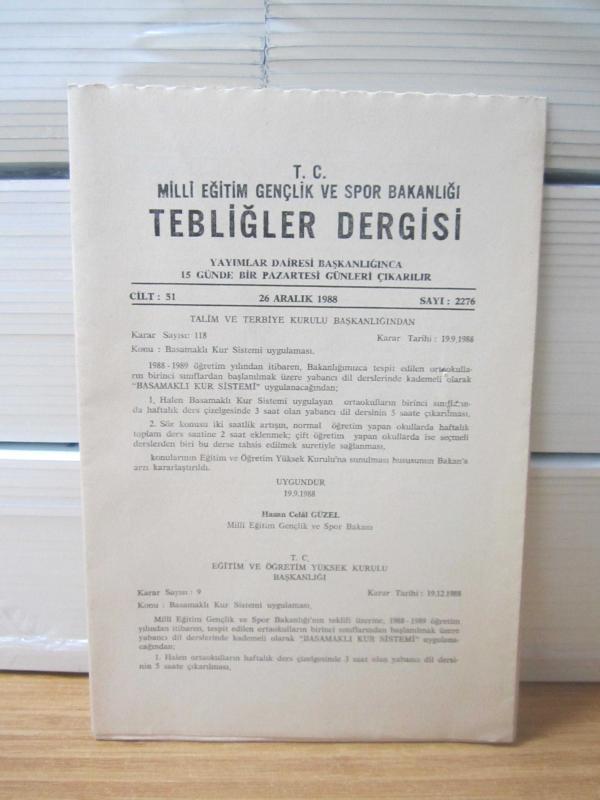 T. C.
MİLLİ EĞİTİM GENÇLİK VE SPOR BAKANLIĞI
TEBLİĞLER DERGİSİ
YAYIMLAR DAİRESİ BAŞKANLIĞINCA
15 GÜNDE BİR PAZARTESİ GÜNLERİ ÇIKARILIR
CİLT : 51 26 ARALIK 1988 SAYI : 2276
TALİM VE TERBİYE KURULU BAŞKANLIĞINDAN
Karar Sayısı: 118 Karar Tarihi : 19.9.1988
Konu : Basamaklı Kur Sistemi uygulaması.
1988 - 1989 öğretim yılından itibaren, Bakanlığımızca tespit edilen ortaokulla-
rın birinci sınıflardan başlanılmak üzere yabancı dil derslerinde kademeli olarak
"BASAMAKLI KUR SİSTEMİ" uygulanacağından;
1. Halen Basamaklı Kur Sistemi uygulayan ortaokulların birinci sınıfların-
da haftalık ders çizelgesinde 3 saat olan yabancı dil dersinin 5 saate çıkarılması,
2. Söz konusu iki saatlik artışın, normal öğretim yapan okullarda haftalık
toplam ders saatine 2 saat eklenmek; çift öğretim yapan okullarda ise seçmeli
derslerden biri bu derse tahsis edilmek suretiyle sağlanması,
konularının Eğitim ve Öğretim Yüksek Kurulu'na sunulması hususunun Bakan'a
arzı kararlaştırıldı.
UYGUNDUR
19.9.1988
Hasan Celâl GÜZEL
Milli Eğitim Gençlik ve Spor Bakanı
T. C.
EĞİTİM VE ÖĞRETİM YÜKSEK KURULU
BAŞKANLIĞI
Karar Sayısı : 9 Karar Tarihi : 19.12.1988
Konu : Basamaklı Kur Sistemi uygulaması.
Milli Eğitim Gençlik ve Spor Bakanlığı'nın teklifi üzerine, 1988 - 1989 öğretim
yılından itibaren, tespit edilen ortaokulların birinci sınıflarından başlanılmak üzere
yabancı dil derslerinde kademeli olarak "BASAMAKLI KUR SİSTEMİ" uygulana-
cağından;
1. Halen ortaokulların haftalık ders çizelgesinde 3 saat olan yabancı dil dersi-
nin 5 saate çıkarılması,